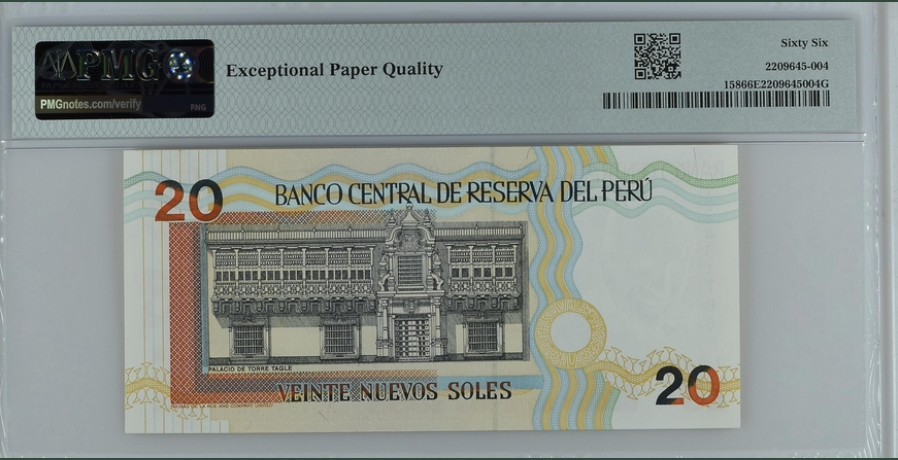 PMG
PMGnotes.com/verify
PNG
Exceptional Paper Quality
Sixty Six
2209645-004
15866E2209645004G
20
BANCO CENTRAL DE RESERVA DEL PERÚ
PALACIO DE TORRE TAGLE
VEINTE NUEVOS SOLES
20